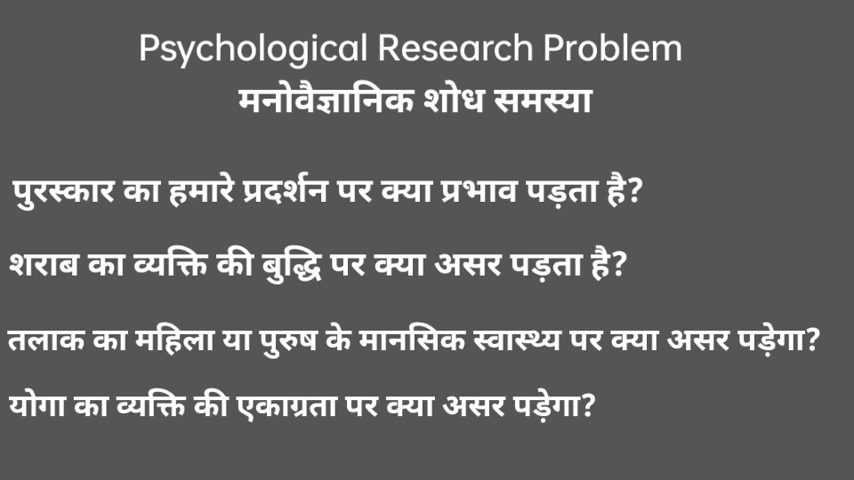 Psychological Research Problem
मनोवैज्ञानिक शोध समस्या
पुरस्कार का हमारे प्रदर्शन पर क्या प्रभाव पड़ता है?
शराब का व्यक्ति की बुद्धि पर क्या असर पड़ता है?
तलाक का महिला या पुरुष के मानसिक स्वास्थ्य पर क्या असर पड़ेगा?
योगा का व्यक्ति की एकाग्रता पर क्या असर पड़ेगा?